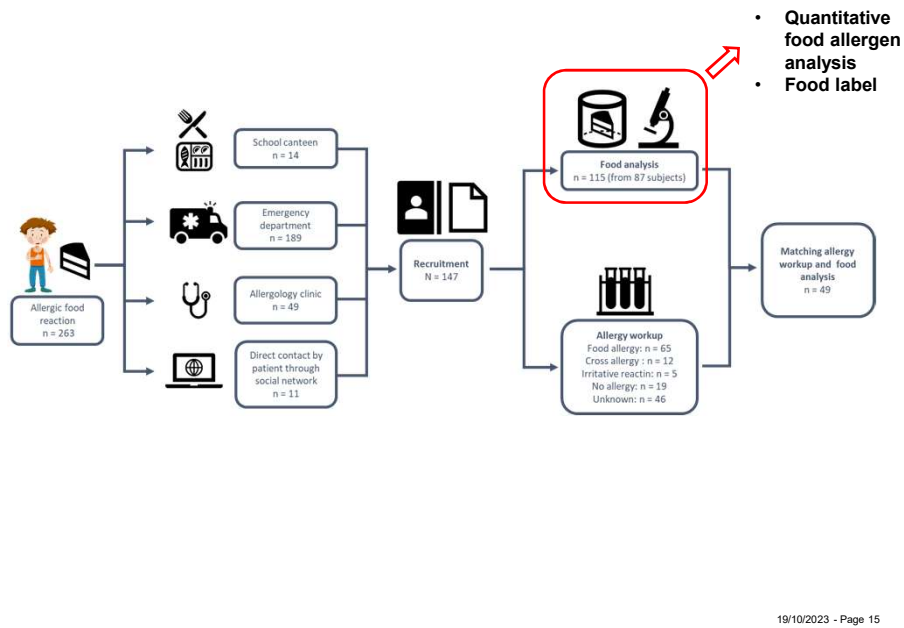 • Quantitative
food allergen
analysis
• Food label
School canteen
n = 14
Emergency
department
n = 189
Allergology clinic
n = 49
Direct contact by
patient through
social network
n = 11
Allergic food
reaction
n = 263
Recruitment
N = 147
Food analysis
n = 115 (from 87 subjects)
Allergy workup
Food allergy: n = 65
Cross allergy : n = 12
Irritative reactin: n = 5
No allergy: n = 19
Unknown: n = 46
Matching allergy
workup and food
analysis
n = 49
19/10/2023 - Page 15